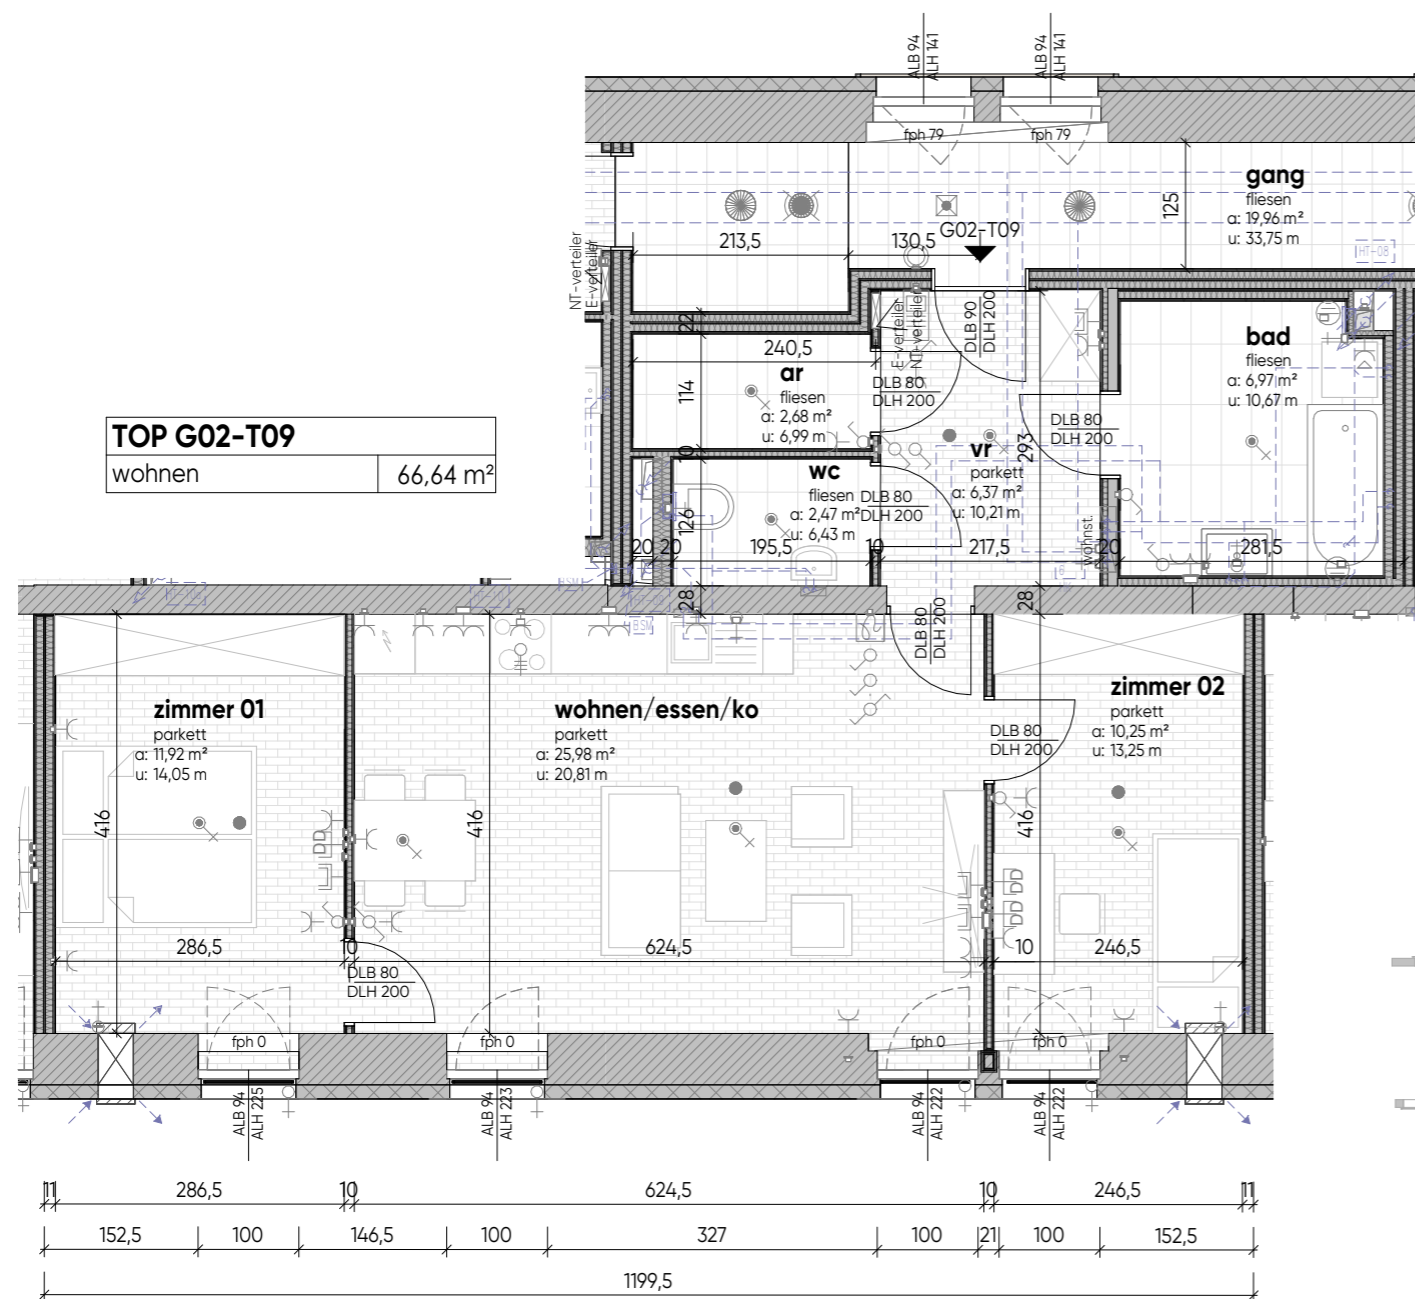 ALB 94
ALH 141
ALB 94
ALH 141
fph 79
fph 79
gang
fliesen
a: 19,96 m²
u: 33,75 m
125
HT-08
213,5
130,5
G02-T09
NT-verteiler
E-verteiler
22
240,5
ar
fliesen
a: 2,68 m²
u: 6,99 m
114
10
E-verteiler
NT-verteiler
DLB 90
DLH 200
DLB 80
DLH 200
bad
fliesen
a: 6,97 m²
u: 10,67 m
DLB 80
DLH 200
293
vr
parkett
a: 6,37 m²
u: 10,21 m
TOP G02-T09
wohnen
66,64 m²
wc
fliesen
a: 2,47 m²
u: 6,43 m
DLB 80
DLH 200
126
20
20
195,5
10
217,5
wohnst.
20
281,5
BSM
BSM
28
28
DLB 80
DLH 200
zimmer 01
parkett
a: 11,92 m²
u: 14,05 m
wohnen/essen/ko
parkett
a: 25,98 m²
u: 20,81 m
zimmer 02
parkett
a: 10,25 m²
u: 13,25 m
DLB 80
DLH 200
416
416
416
286,5
624,5
10
246,5
DLB 80
DLH 200
fph 0
fph 0
fph 0
fph 0
ALB 94
ALH 225
ALB 94
ALH 223
ALB 94
ALH 222
ALB 94
ALH 222
11
286,5
10
624,5
10
246,5
11
152,5
100
146,5
100
327
100
21
100
152,5
1199,5